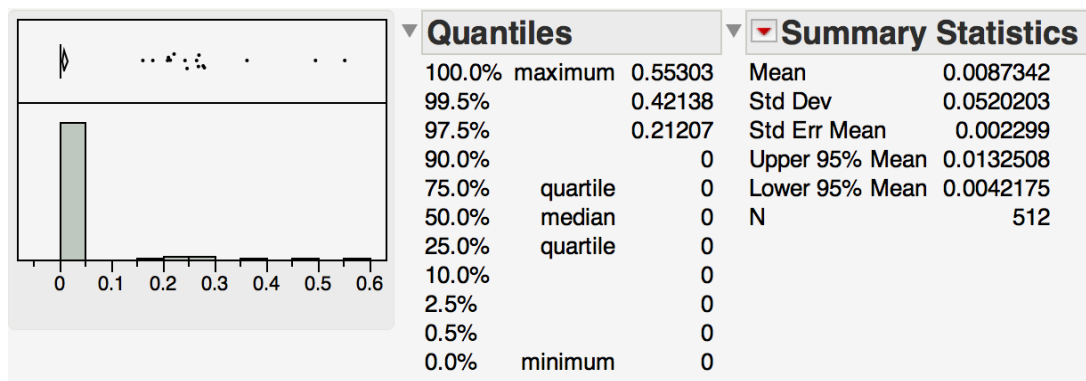 0 0.1 0.2 0.3 0.4 0.5 0.6
Quantiles
100.0% maximum 0.55303
99.5% 0.42138
97.5% 0.21207
90.0% 0
75.0% quartile 0
50.0% median 0
25.0% quartile 0
10.0% 0
2.5% 0
0.5% 0
0.0% minimum 0
Summary Statistics
Mean 0.0087342
Std Dev 0.0520203
Std Err Mean 0.002299
Upper 95% Mean 0.0132508
Lower 95% Mean 0.0042175
N 512